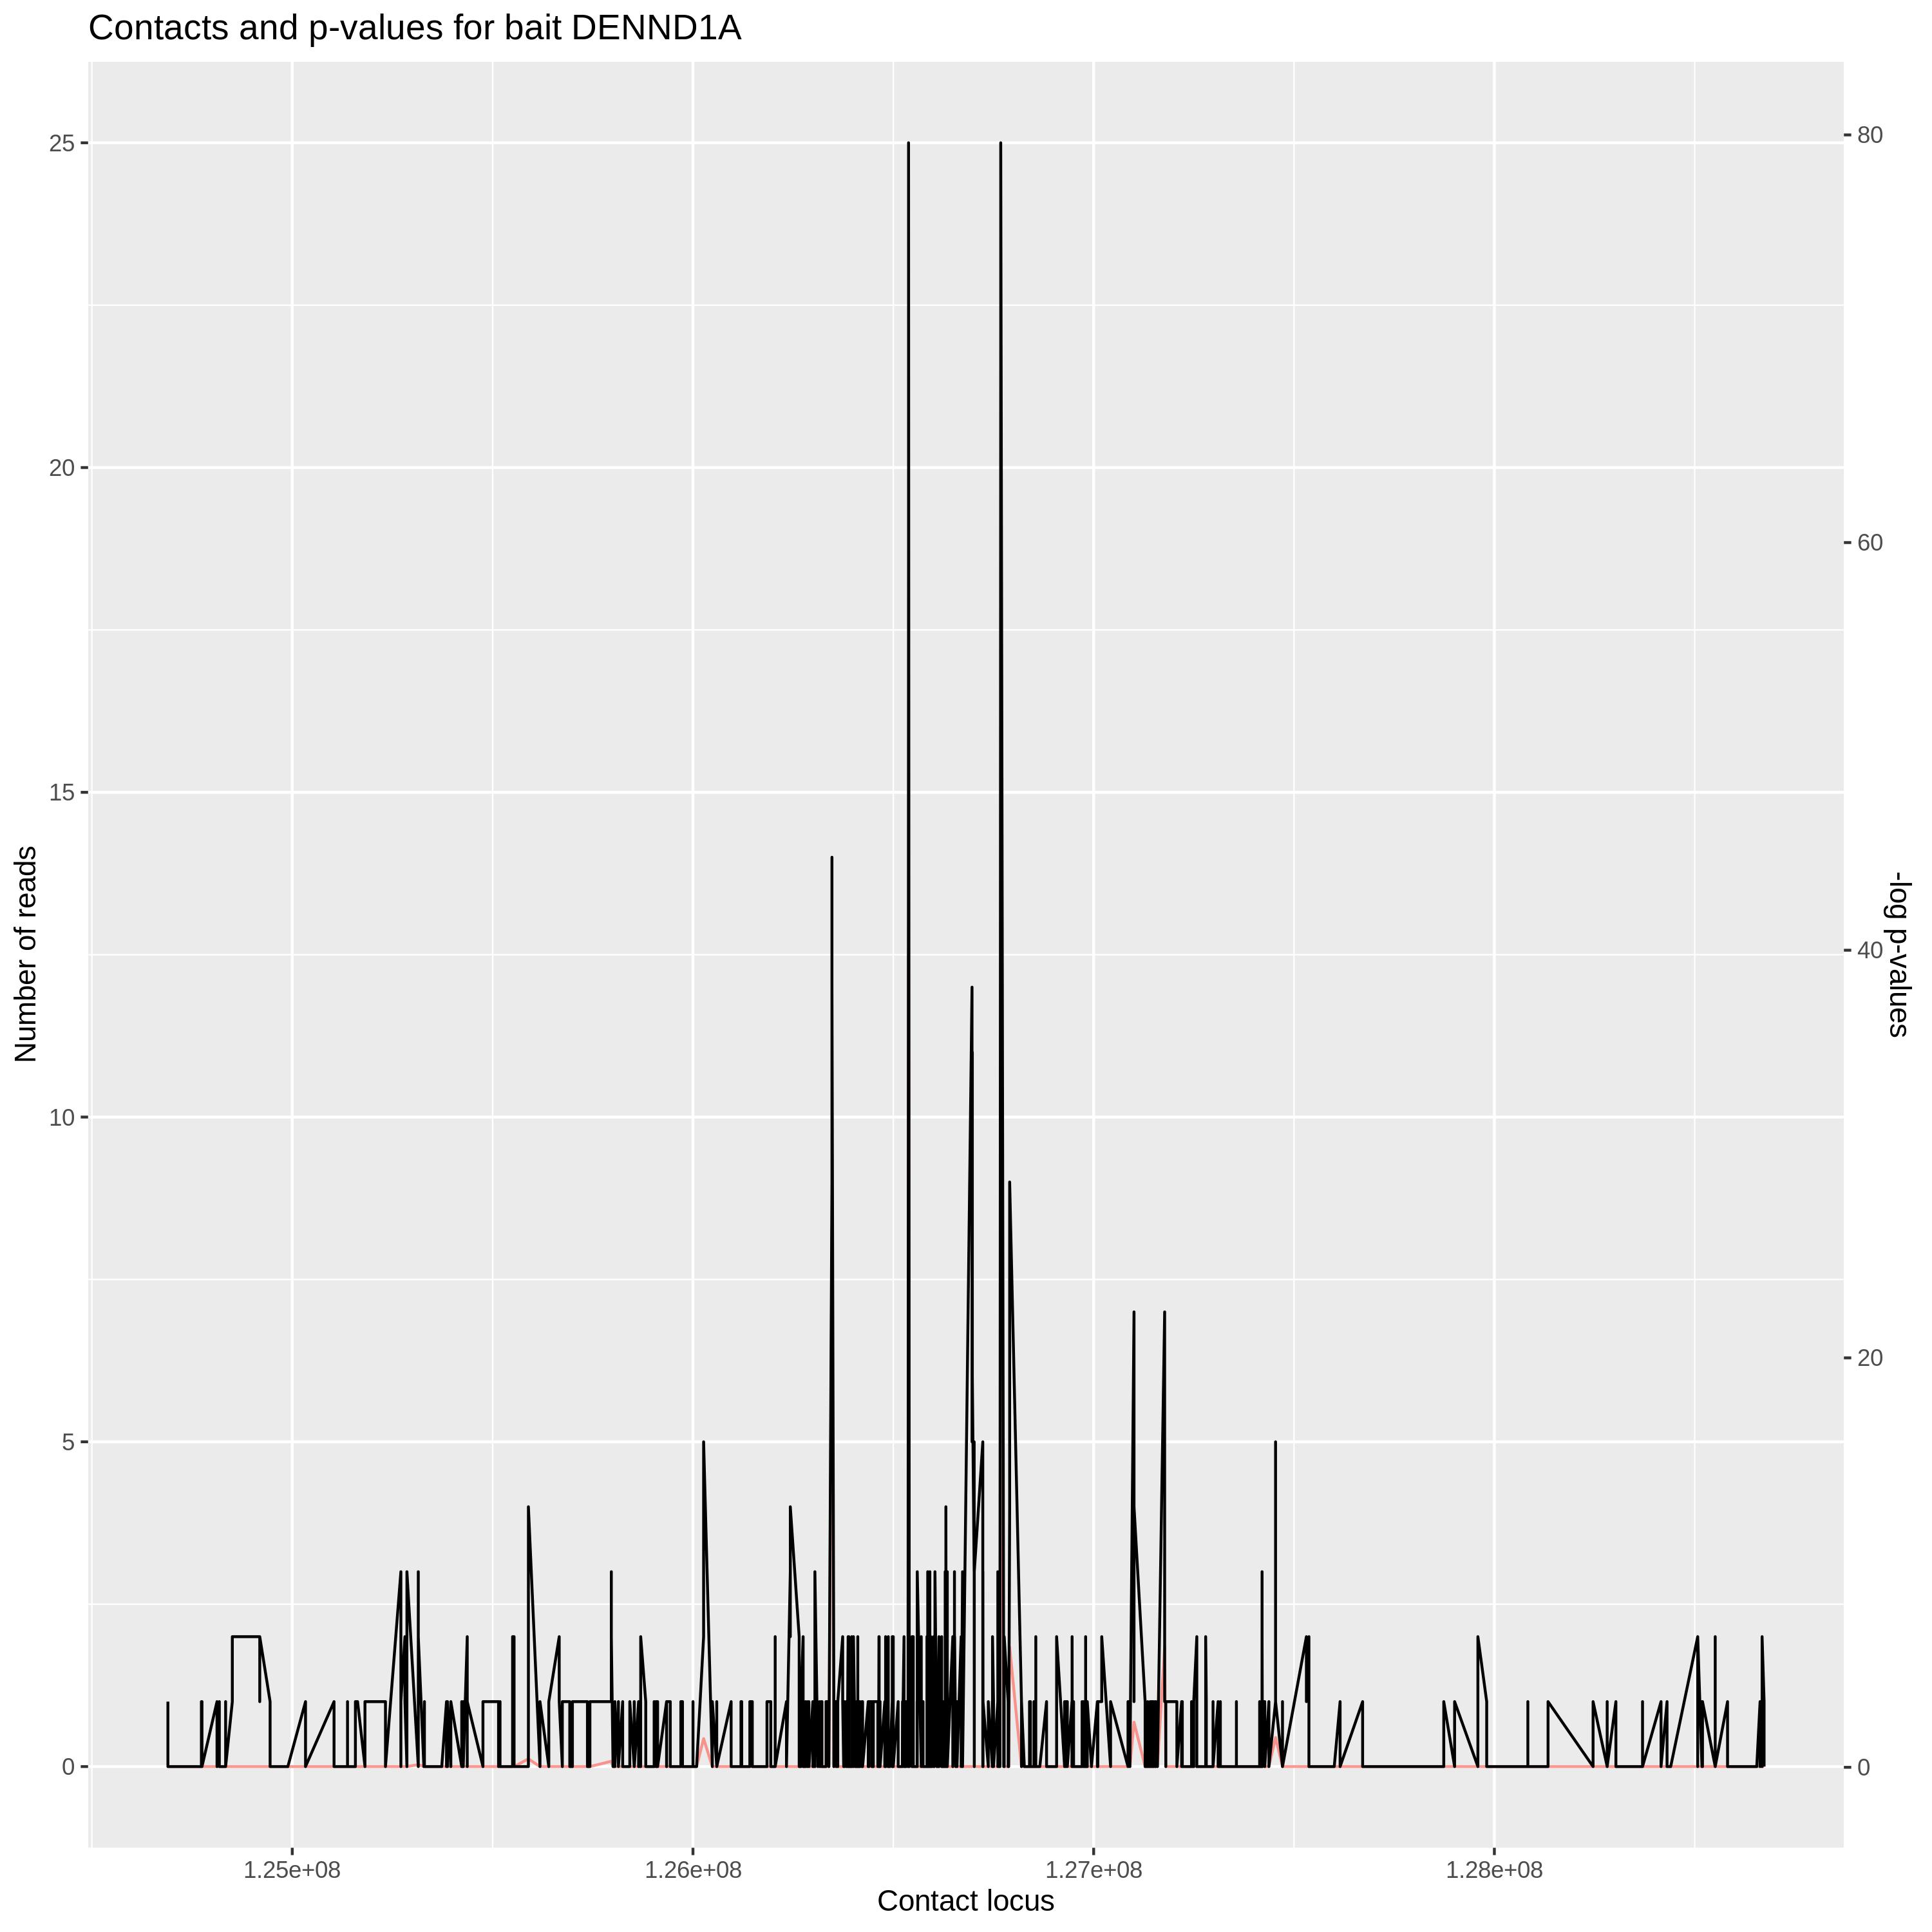 Contacts and p-values for bait DENND1A
25
20
15
10
5
0
Number of reads
80
60
40
20
0
-log p-values
1.25e+08
1.26e+08
1.27e+08
1.28e+08
Contact locus